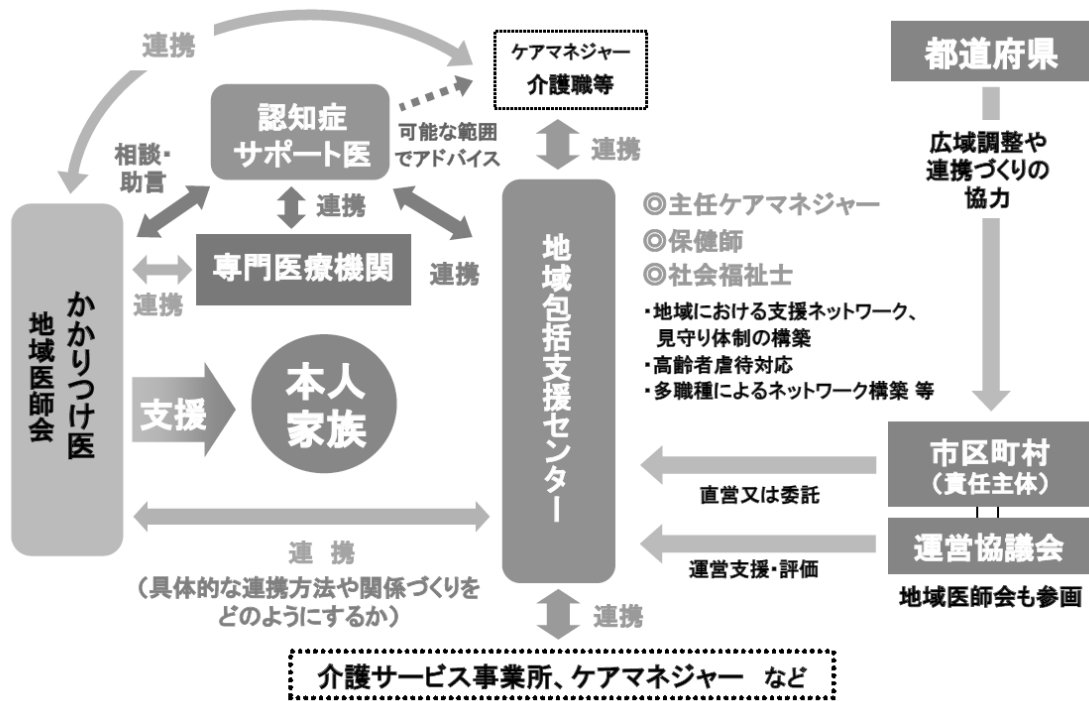 連携
ケアマネジャー
介護職等
都道府県
認知症
サポート医
可能な範囲
でアドバイス
連携
広域調整や
連携づくりの
協力
相談・
助言
連携
◎主任ケアマネジャー
◎保健師
◎社会福祉士
専門医療機関
連携
連携
かかりつけ医
地域医師会
地域包括支援センター
・地域における支援ネットワーク、
見守り体制の構築
・高齢者虐待対応
・多職種によるネットワーク構築 等
支援
本人
家族
市区町村
（責任主体）
直営又は委託
運営協議会
運営支援・評価
地域医師会も参画
連 携
（具体的な連携方法や関係づくりを
どのようにするか）
連携
介護サービス事業所、ケアマネジャー など